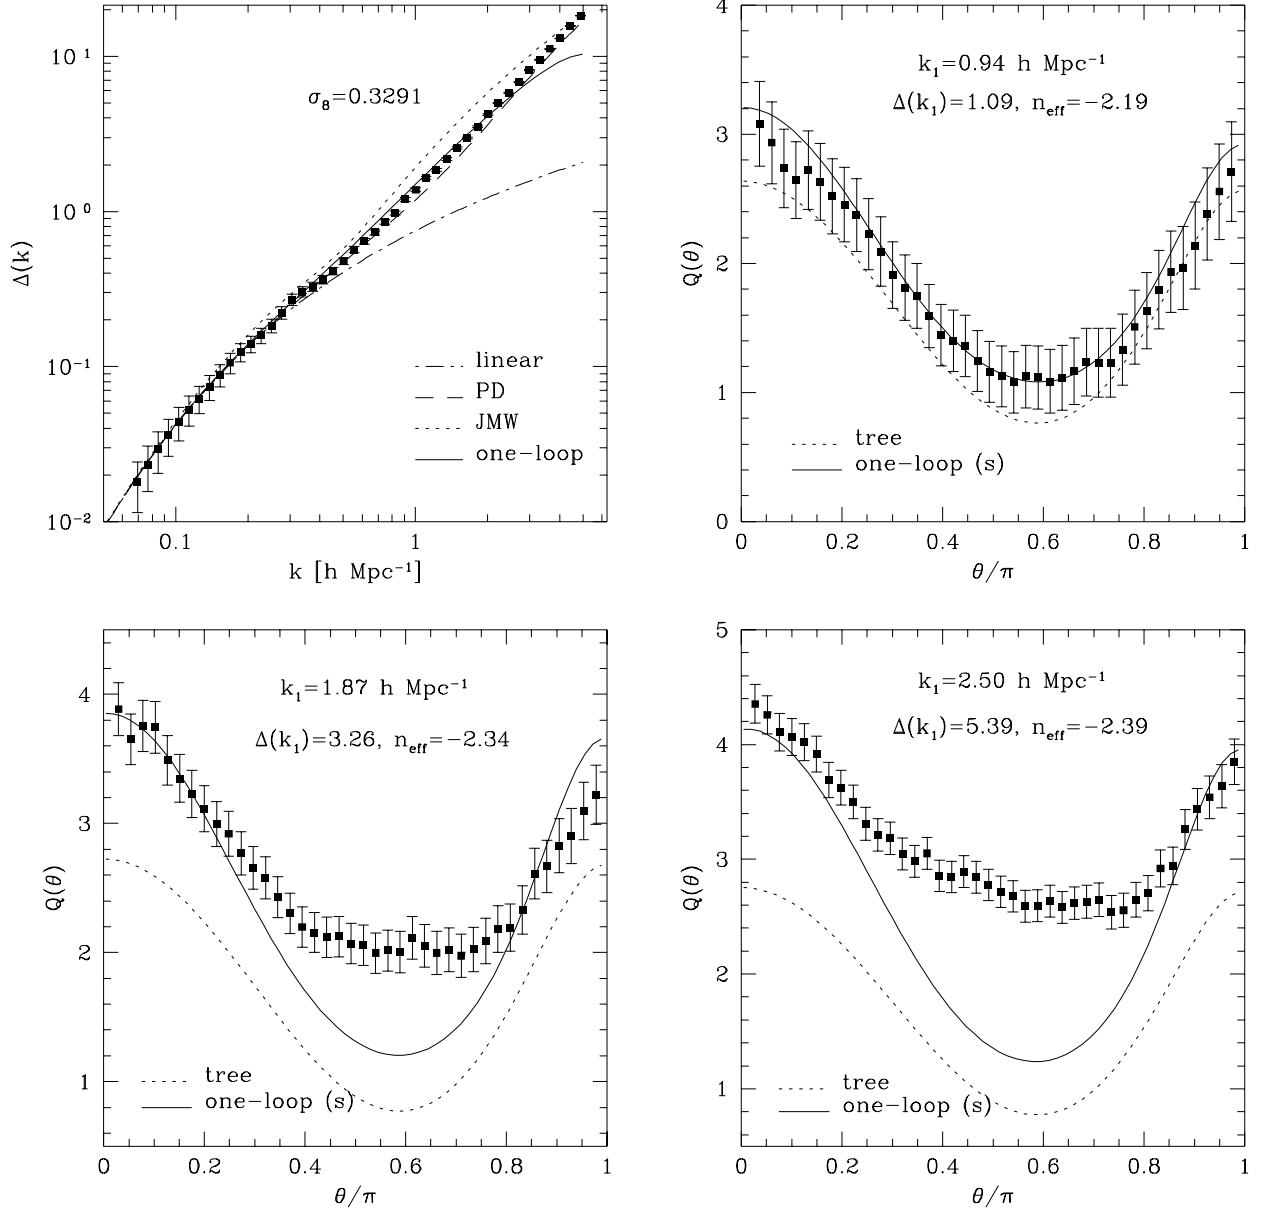 σ8=0.3291
Δ(k)
10 1
10 0
10−1
10−2
linear
PD
JMW
one−loop
0.1
1
k [h Mpc−1]
k1=0.94 h Mpc−1
Δ(k1)=1.09, neff=−2.19
Q(θ)
4
3
2
1
0
tree
one−loop (s)
0
0.2
0.4
0.6
0.8
1
θ/π
k1=1.87 h Mpc−1
Δ(k1)=3.26, neff=−2.34
Q(θ)
4
3
2
1
tree
one−loop (s)
0
0.2
0.4
0.6
0.8
1
θ/π
k1=2.50 h Mpc−1
Δ(k1)=5.39, neff=−2.39
Q(θ)
5
4
3
2
1
tree
one−loop (s)
0
0.2
0.4
0.6
0.8
1
θ/π